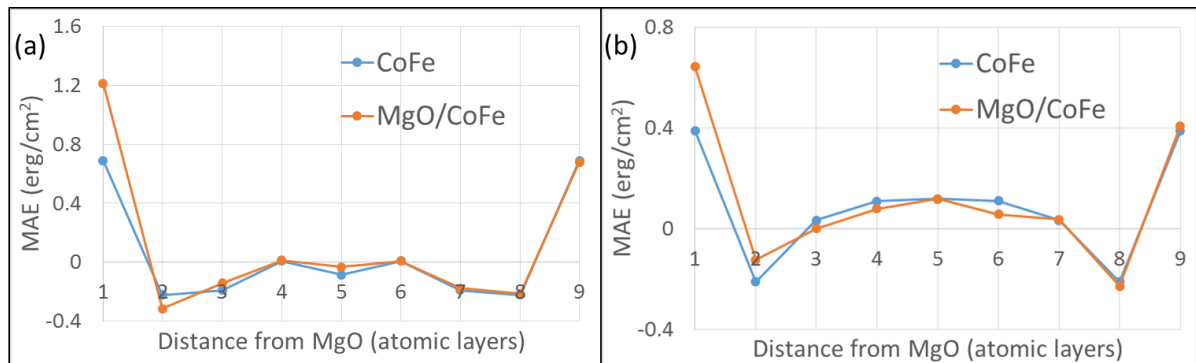 (a)
1.6
1.2
0.8
0.4
0
-0.4
MAE (erg/cm²)
CoFe
MgO/CoFe
1 2 3 4 5 6 7 8 9
Distance from MgO (atomic layers)
(b)
0.8
0.4
0
-0.4
MAE (erg/cm²)
CoFe
MgO/CoFe
1 2 3 4 5 6 7 8 9
Distance from MgO (atomic layers)